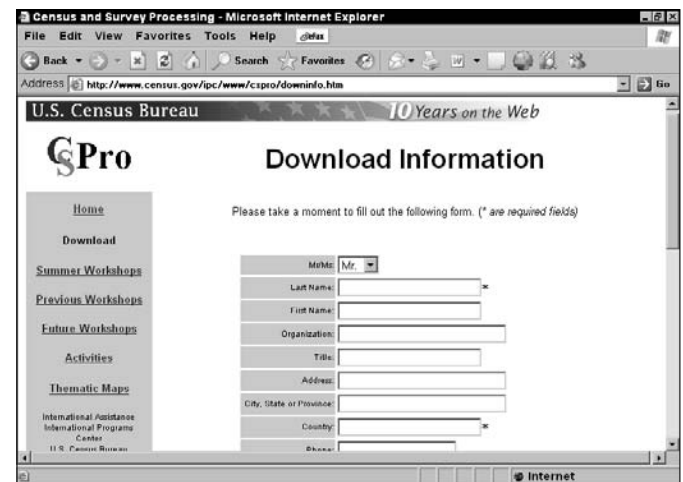 Census and Survey Processing - Microsoft Internet Explorer
File Edit View Favorites Tools Help eFax
Back Search Favorites
Address http://www.census.gov/ipc/www/cspro/downinfo.htm Go
U.S. Census Bureau 10 Years on the Web
CSPro
Download Information
Home
Download
Summer Workshops
Previous Workshops
Future Workshops
Activities
Thematic Maps
International Assistance
International Programs
Center
U.S. Census Bureau
Please take a moment to fill out the following form. (* are required fields)
Mr/Ms: Mr.
Last Name: *
First Name:
Organization:
Title:
Address:
City, State or Province:
Country: *
Phone:
Internet